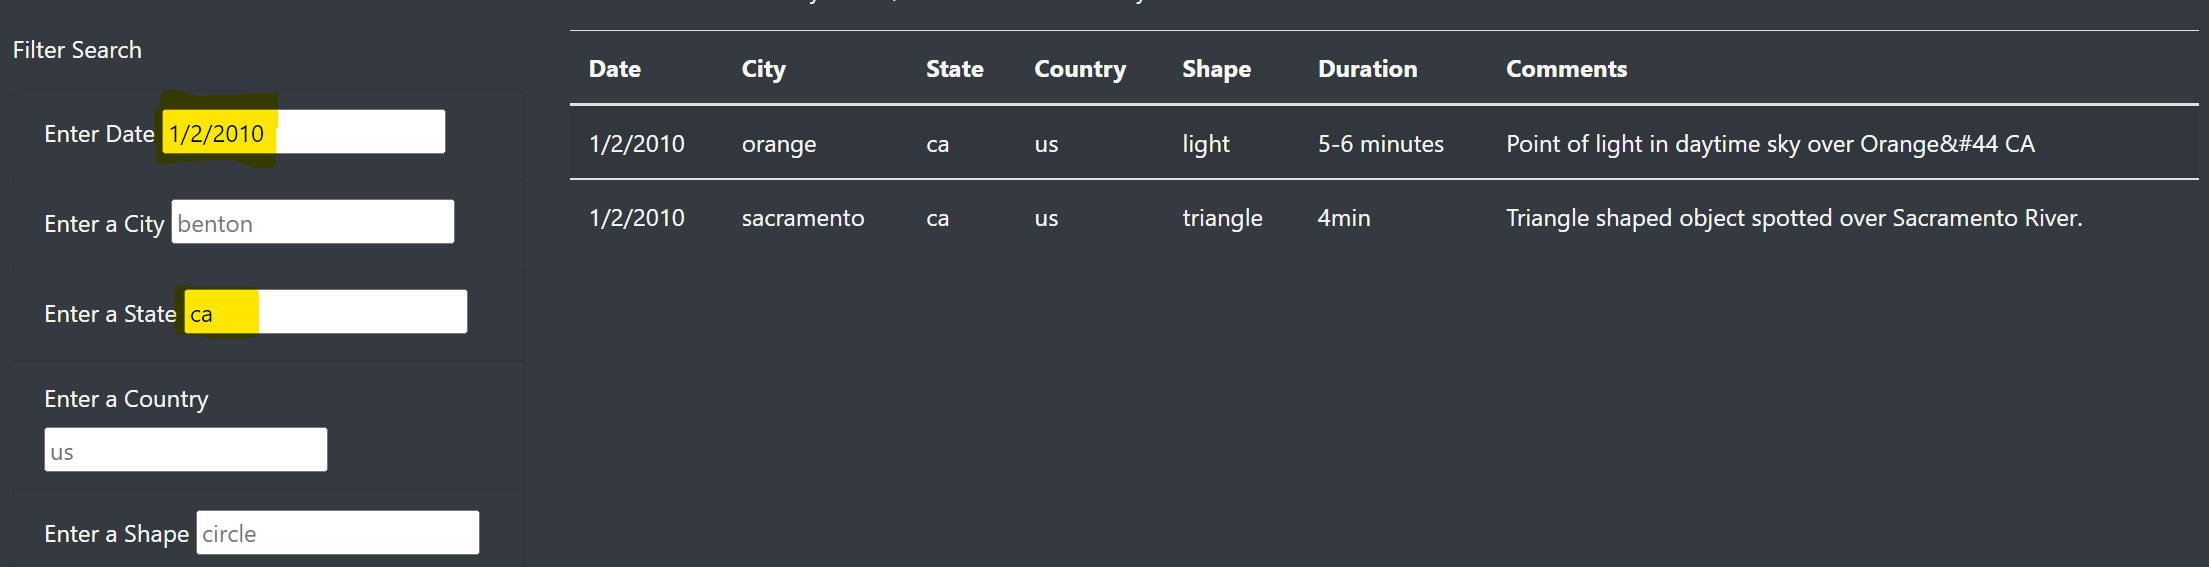 Filter Search
Enter Date 1/2/2010
Enter a City benton
Enter a State ca
Enter a Country
us
Enter a Shape circle
Date City State Country Shape Duration Comments
1/2/2010 orange ca us light 5-6 minutes Point of light in daytime sky over Orange&#44 CA
1/2/2010 sacramento ca us triangle 4min Triangle shaped object spotted over Sacramento River.